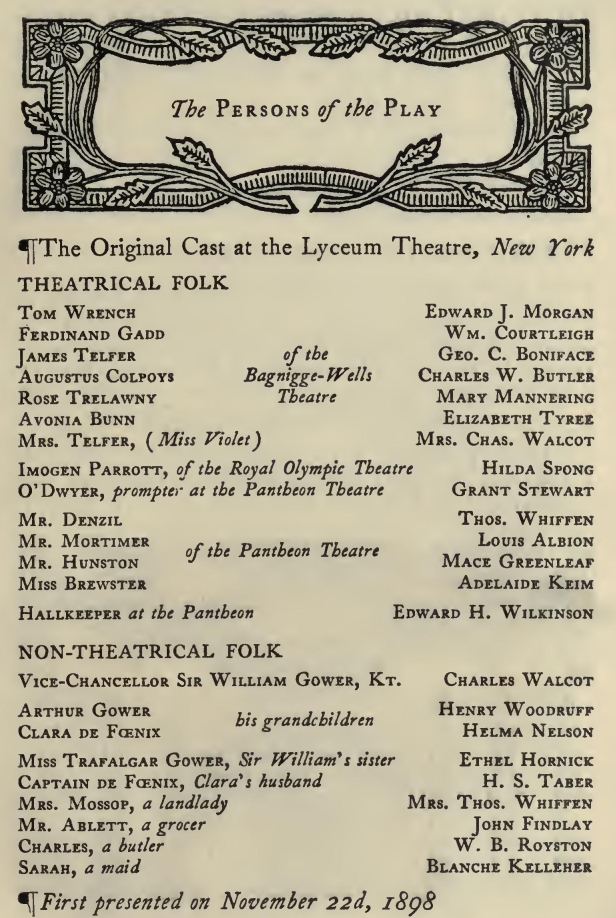 The PERSONS of the PLAY
¶The Original Cast at the Lyceum Theatre, New York
THEATRICAL FOLK
TOM WRENCH EDWARD J. MORGAN
FERDINAND GADD WM. COURTLEIGH
JAMES TELFER of the GEO. C. BONIFACE
AUGUSTUS COLPOYS Bagnigge-Wells CHARLES W. BUTLER
ROSE TRELAWNY Theatre MARY MANNERING
AVONIA BUNN ELIZABETH TYREE
MRS. TELFER, (Miss Violet) MRS. CHAS. WALCOT
IMOGEN PARROTT, of the Royal Olympic Theatre HILDA SPONG
O'DWYER, prompter at the Pantheon Theatre GRANT STEWART
MR. DENZIL THOS. WHIFFEN
MR. MORTIMER LOUIS ALBION
of the Pantheon Theatre
MR. HUNSTON MACE GREENLEAF
MISS BREWSTER ADELAIDE KEIM
HALLKEEPER at the Pantheon EDWARD H. WILKINSON
NON-THEATRICAL FOLK
VICE-CHANCELLOR SIR WILLIAM GOWER, KT. CHARLES WALCOT
ARTHUR GOWER HENRY WOODRUFF
his grandchildren
CLARA DE FŒNIX HELMA NELSON
MISS TRAFALGAR GOWER, Sir William's sister ETHEL HORNICK
CAPTAIN DE FŒNIX, Clara's husband H. S. TABER
MRS. MOSSOP, a landlady MRS. THOS. WHIFFEN
MR. ABLETT, a grocer JOHN FINDLAY
CHARLES, a butler W. B. ROYSTON
SARAH, a maid BLANCHE KELLEHER
¶First presented on November 22d, 1898